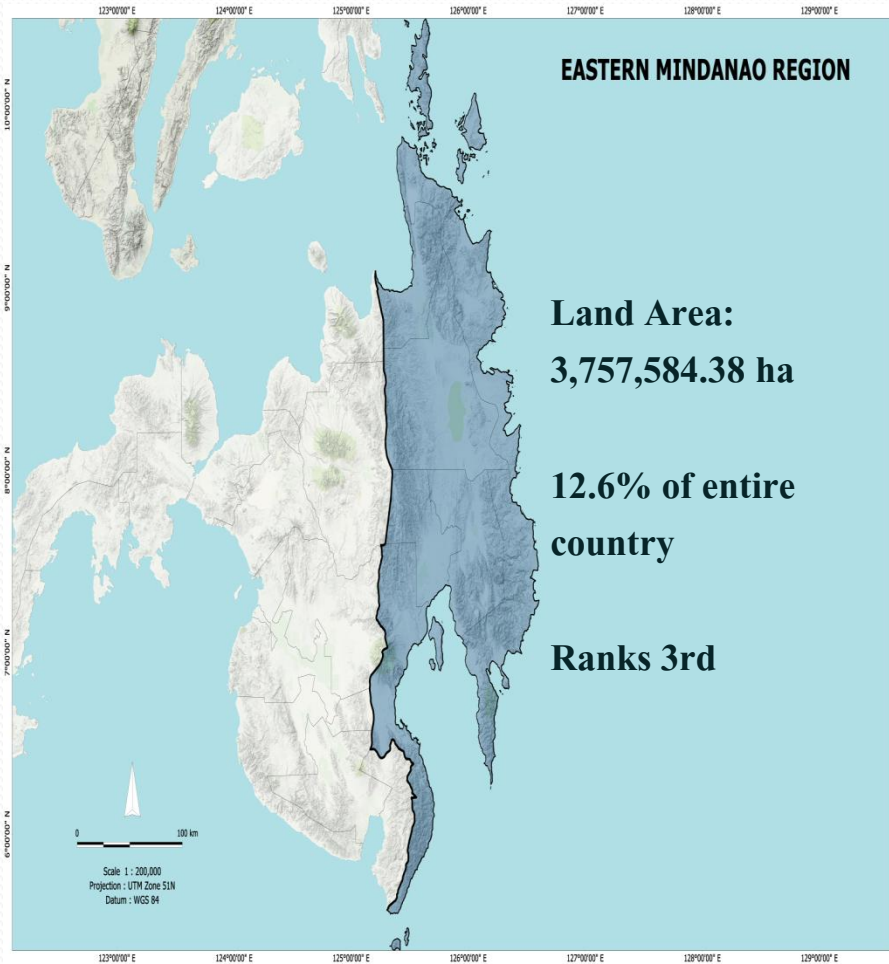 123°00'00" E 124°00'00" E 125°00'00" E 126°00'00" E 127°00'00" E 128°00'00" E 129°00'00" E
EASTERN MINDANAO REGION
10°00'00" N
9°00'00" N
8°00'00" N
7°00'00" N
6°00'00" N
Land Area:
3,757,584.38 ha
12.6% of entire
country
Ranks 3rd
0 100 km
Scale 1 : 200,000
Projection : UTM Zone 51N
Datum : WGS 84
123°00'00" E 124°00'00" E 125°00'00" E 126°00'00" E 127°00'00" E 128°00'00" E 129°00'00" E